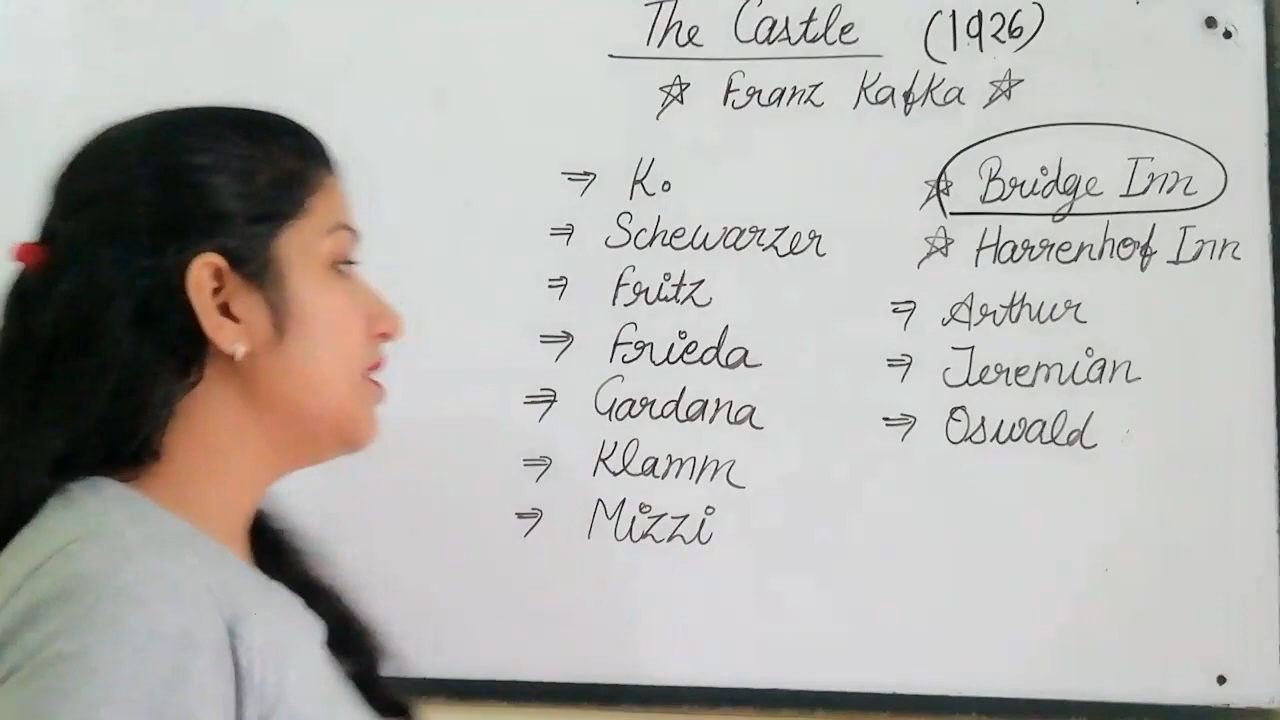 The Castle (1926)
☆ Franz Kafka ☆
⇒ K.
⇒ Schewarzer
⇒ Fritz
⇒ Frieda
⇒ Gardana
⇒ Klamm
⇒ Mizzi
☆ Bridge Inn
☆ Harrenhof Inn
⇒ Arthur
⇒ Jeremian
⇒ Oswald